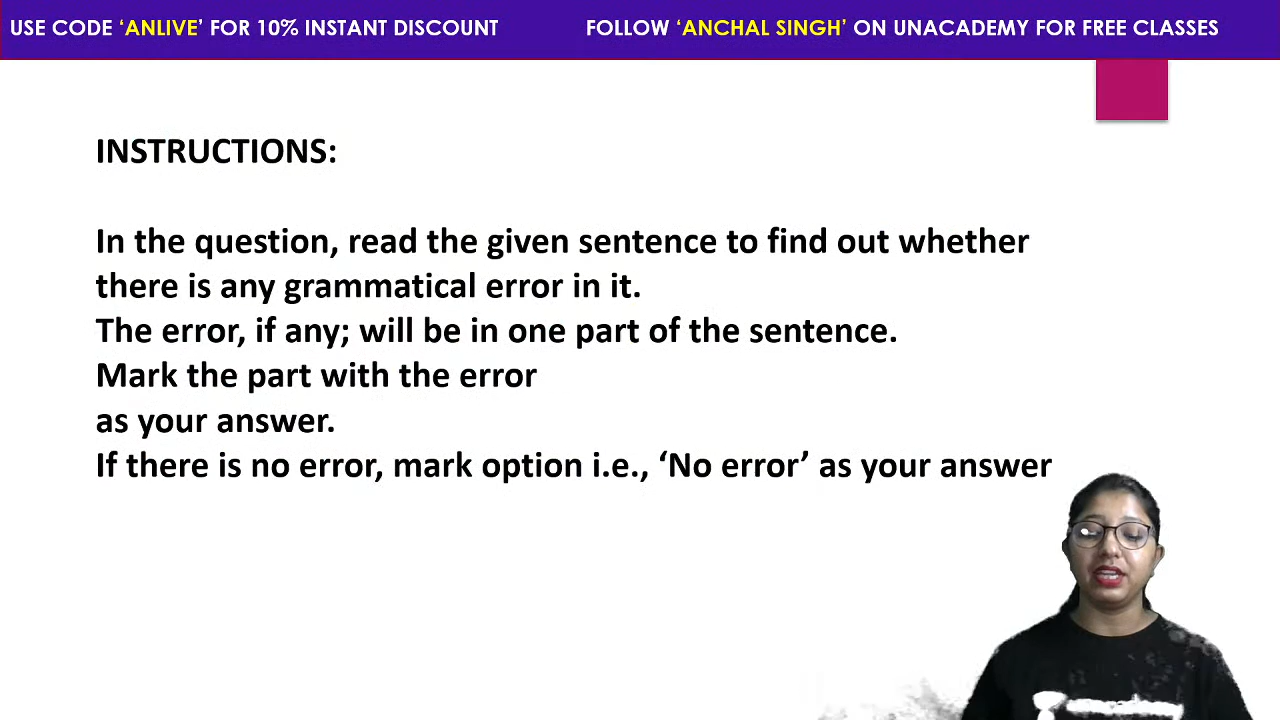 USE CODE ‘ANLIVE’ FOR 10% INSTANT DISCOUNT
FOLLOW ‘ANCHAL SINGH’ ON UNACADEMY FOR FREE CLASSES
INSTRUCTIONS:
In the question, read the given sentence to find out whether
there is any grammatical error in it.
The error, if any; will be in one part of the sentence.
Mark the part with the error
as your answer.
If there is no error, mark option i.e., ‘No error’ as your answer